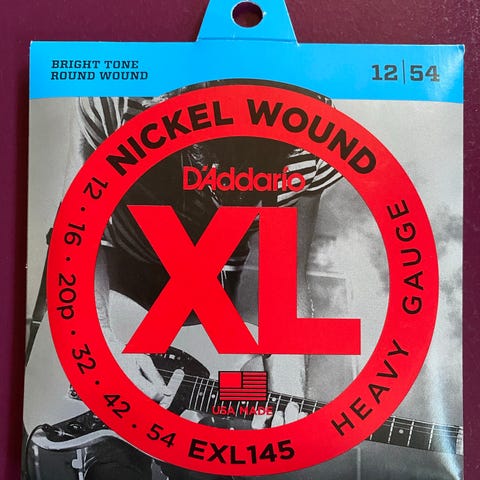 BRIGHT TONE
ROUND WOUND
12|54
NICKEL WOUND
D'Addario
XL
12 • 16 • 20p • 32 • 42 • 54
EXL145
HEAVY GAUGE
USA MADE